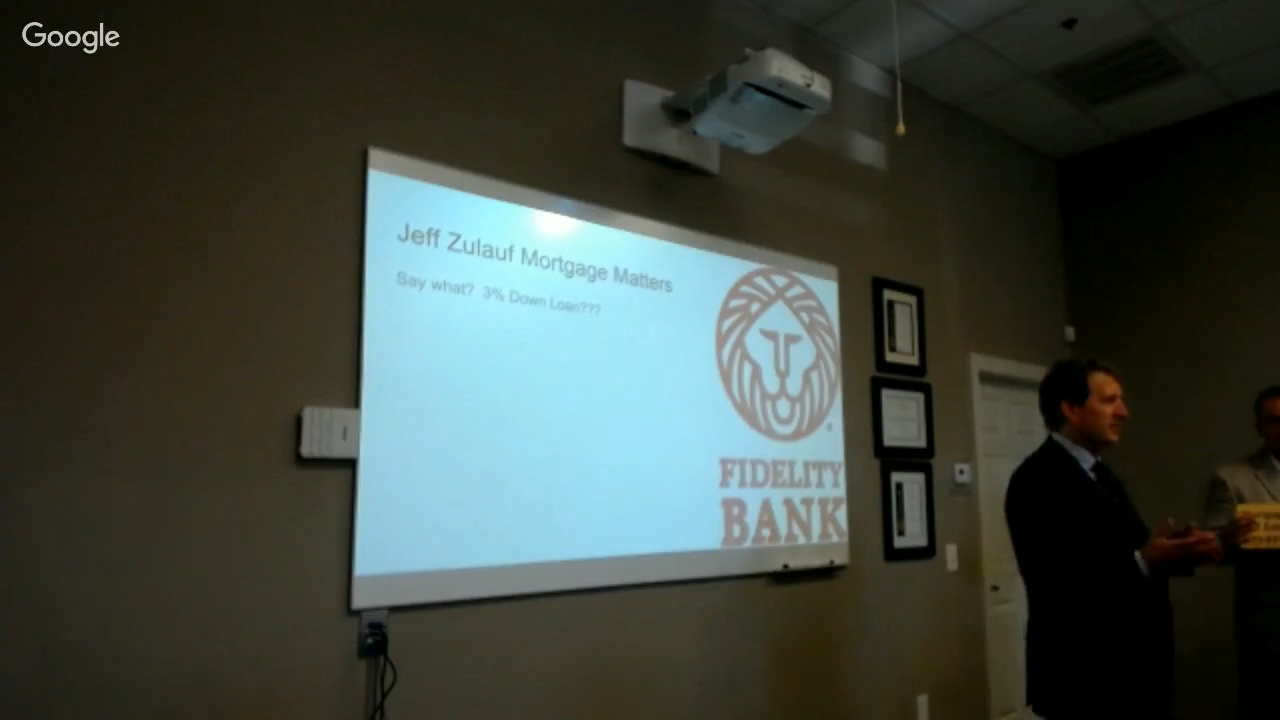 Google
Jeff Zulauf Mortgage Matters
Say what? 3% Down Loan???
FIDELITY
BANK